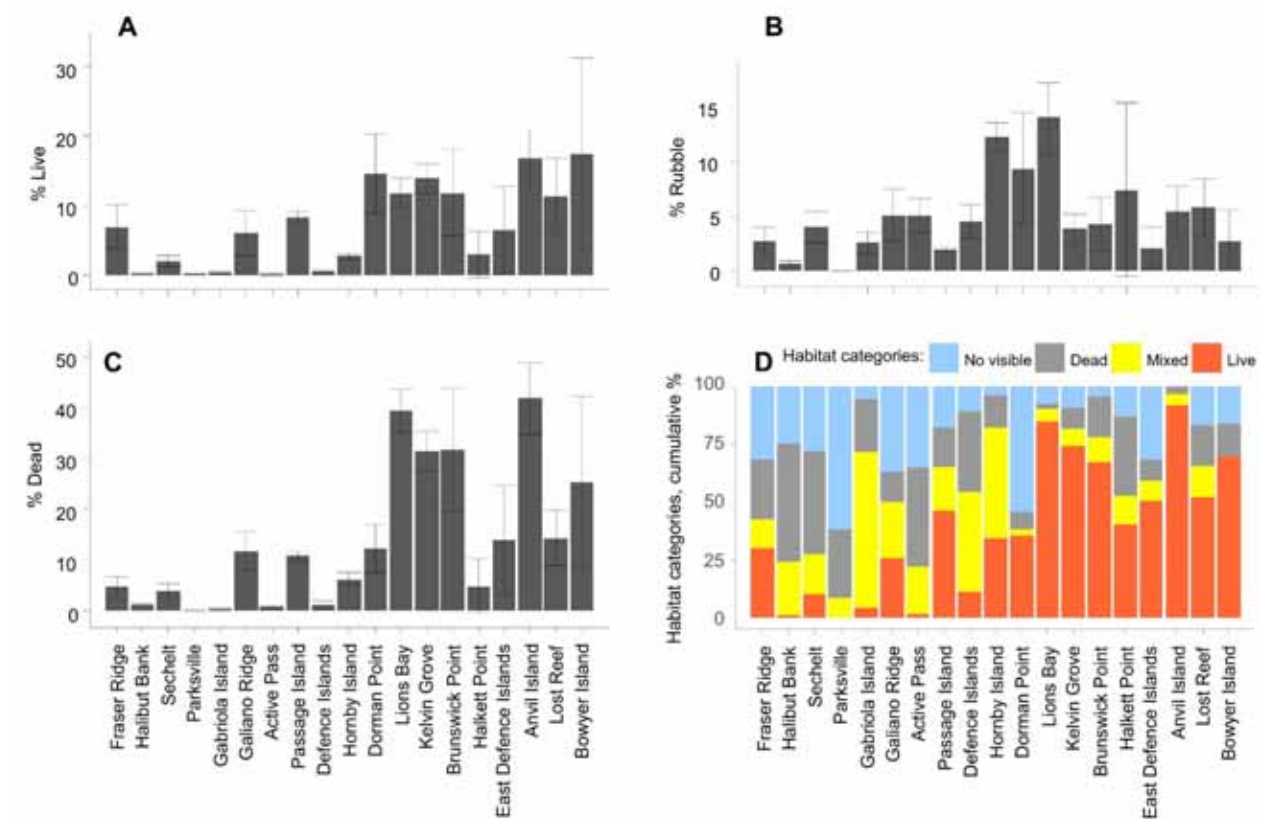 A
% Live
30
20
10
0
B
% Rubble
15
10
5
0
C
% Dead
50
40
30
20
10
0
Fraser Ridge
Halibut Bank
Sechelt
Parksville
Gabriola Island
Galiano Ridge
Active Pass
Passage Island
Defence Islands
Hornby Island
Dorman Point
Lions Bay
Kelvin Grove
Brunswick Point
Halkett Point
East Defence Islands
Anvil Island
Lost Reef
Bowyer Island
D
Habitat categories: No visible Dead Mixed Live
Habitat categories, cumulative %
100
75
50
25
0
Fraser Ridge
Halibut Bank
Sechelt
Parksville
Gabriola Island
Galiano Ridge
Active Pass
Passage Island
Defence Islands
Hornby Island
Dorman Point
Lions Bay
Kelvin Grove
Brunswick Point
Halkett Point
East Defence Islands
Anvil Island
Lost Reef
Bowyer Island